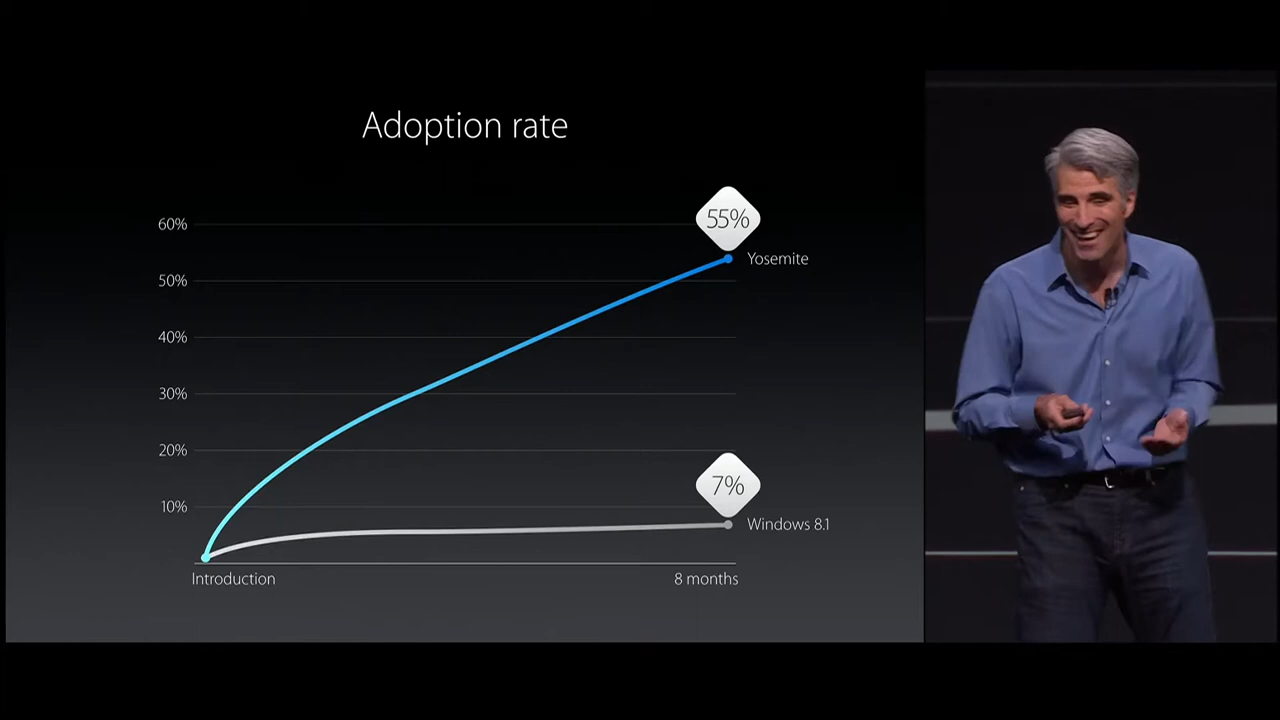 Adoption rate
60%
55%
Yosemite
50%
40%
30%
20%
7%
10%
Windows 8.1
Introduction
8 months